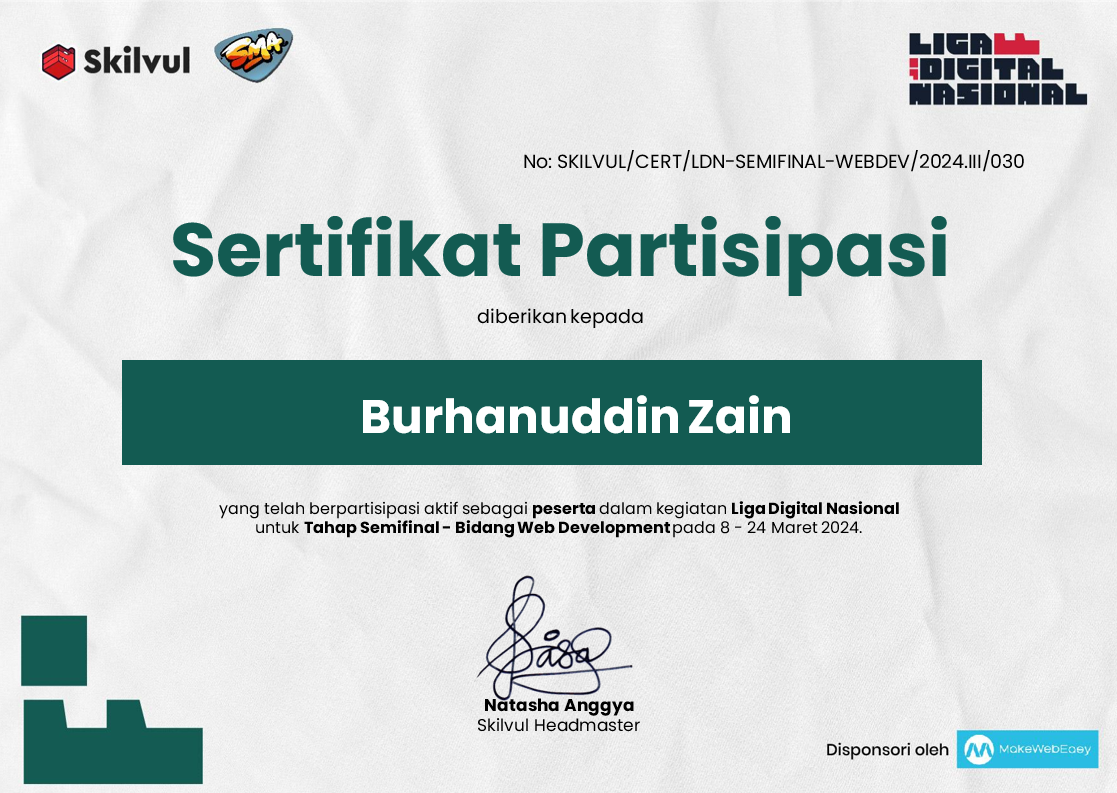 Skilvul
SMA
LIGA
DIGITAL
NASIONAL
No: SKILVUL/CERT/LDN-SEMIFINAL-WEBDEV/2024.III/030
Sertifikat Partisipasi
diberikan kepada
Burhanuddin Zain
yang telah berpartisipasi aktif sebagai peserta dalam kegiatan Liga Digital Nasional
untuk Tahap Semifinal - Bidang Web Development pada 8 - 24 Maret 2024.
Sasa
Natasha Anggya
Skilvul Headmaster
Disponsori oleh
MakeWebEasy